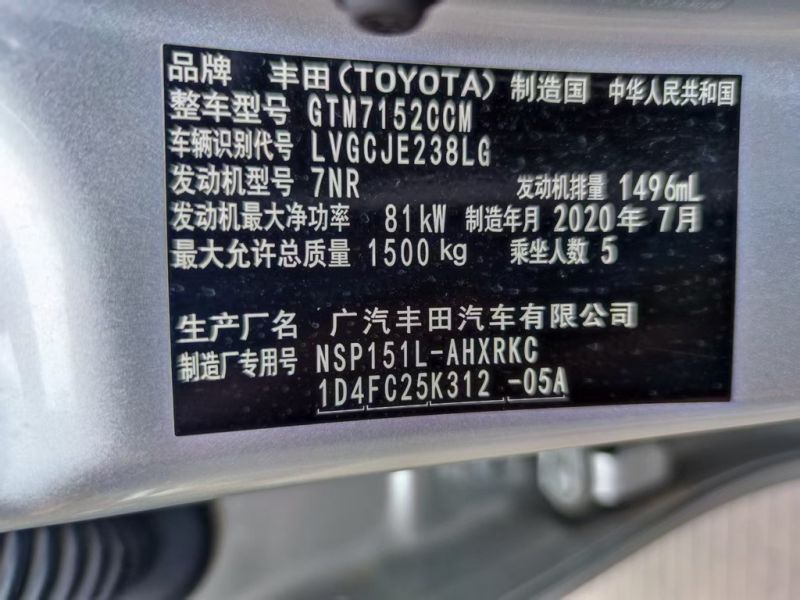 品牌 丰田(TOYOTA) 制造国 中华人民共和国
整车型号 GTM7152CCM
车辆识别代号 LVGCJE238LG
发动机型号 7NR 发动机排量 1496mL
发动机最大净功率 81kW 制造年月 2020年7月
最大允许总质量 1500kg 乘坐人数 5
生产厂名 广汽丰田汽车有限公司
制造厂专用号 NSP151L-AHXRKC
1D4FC25K312 -05A